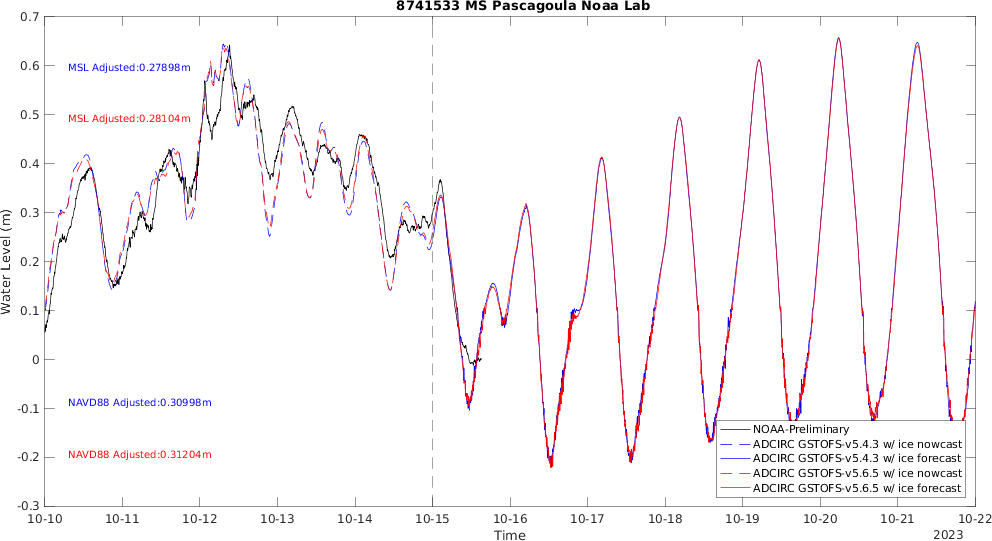 8741533 MS Pascagoula Noaa Lab
0.7
0.6
0.5
0.4
0.3
0.2
0.1
0
-0.1
-0.2
-0.3
Water Level (m)
MSL Adjusted:0.27898m
MSL Adjusted:0.28104m
NAVD88 Adjusted:0.30998m
NAVD88 Adjusted:0.31204m
NOAA-Preliminary
ADCIRC GSTOFS-v5.4.3 w/ ice nowcast
ADCIRC GSTOFS-v5.4.3 w/ ice forecast
ADCIRC GSTOFS-v5.6.5 w/ ice nowcast
ADCIRC GSTOFS-v5.6.5 w/ ice forecast
10-10 10-11 10-12 10-13 10-14 10-15 10-16 10-17 10-18 10-19 10-20 10-21 10-22
Time
2023